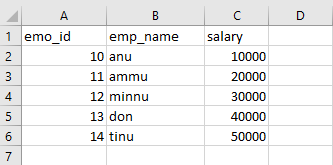 A B C D
1 emo_id emp_name salary
2 10 anu 10000
3 11 ammu 20000
4 12 minnu 30000
5 13 don 40000
6 14 tinu 50000
7